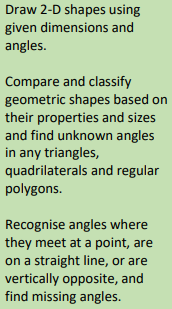 Draw 2-D shapes using
given dimensions and
angles.
Compare and classify
geometric shapes based on
their properties and sizes
and find unknown angles
in any triangles,
quadrilaterals and regular
polygons.
Recognise angles where
they meet at a point, are
on a straight line, or are
vertically opposite, and
find missing angles.